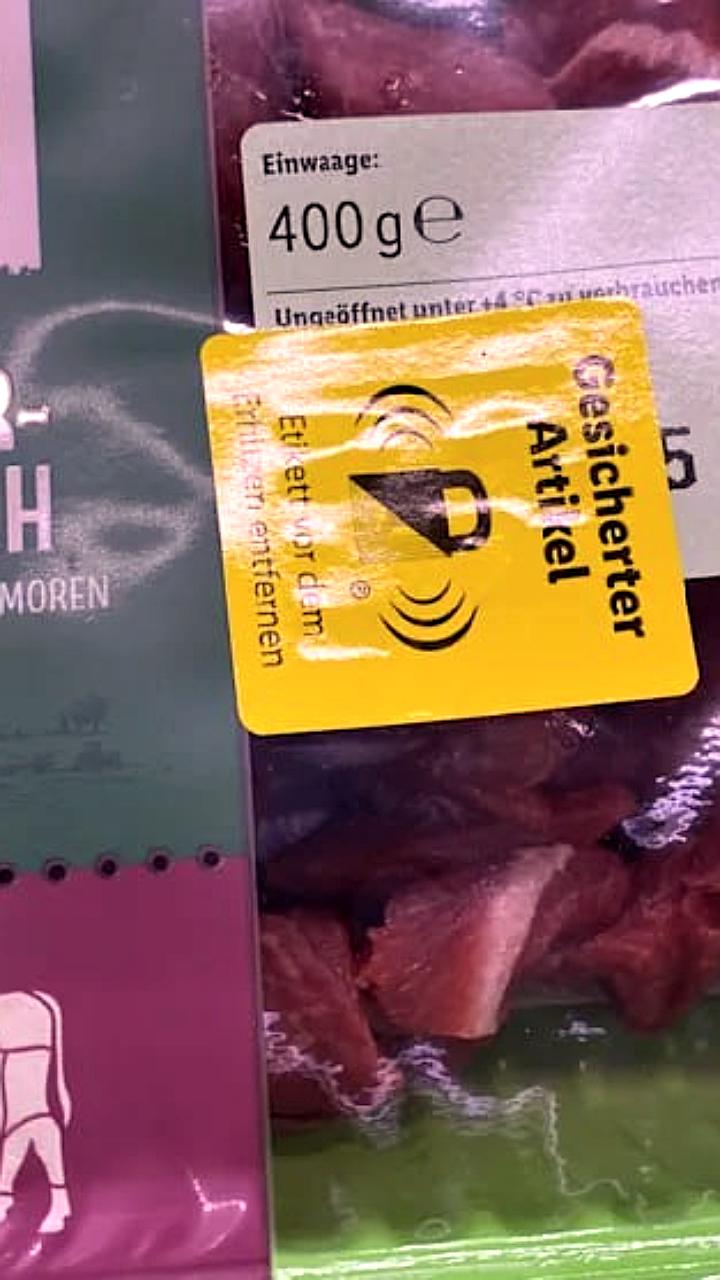 Einwaage:
400 g ℮
Ungeöffnet unter +4 °C zu verbrauchen
Gesicherter
Artikel
®
Etikett vor dem
Erhitzen entfernen
R-
H
MOREN